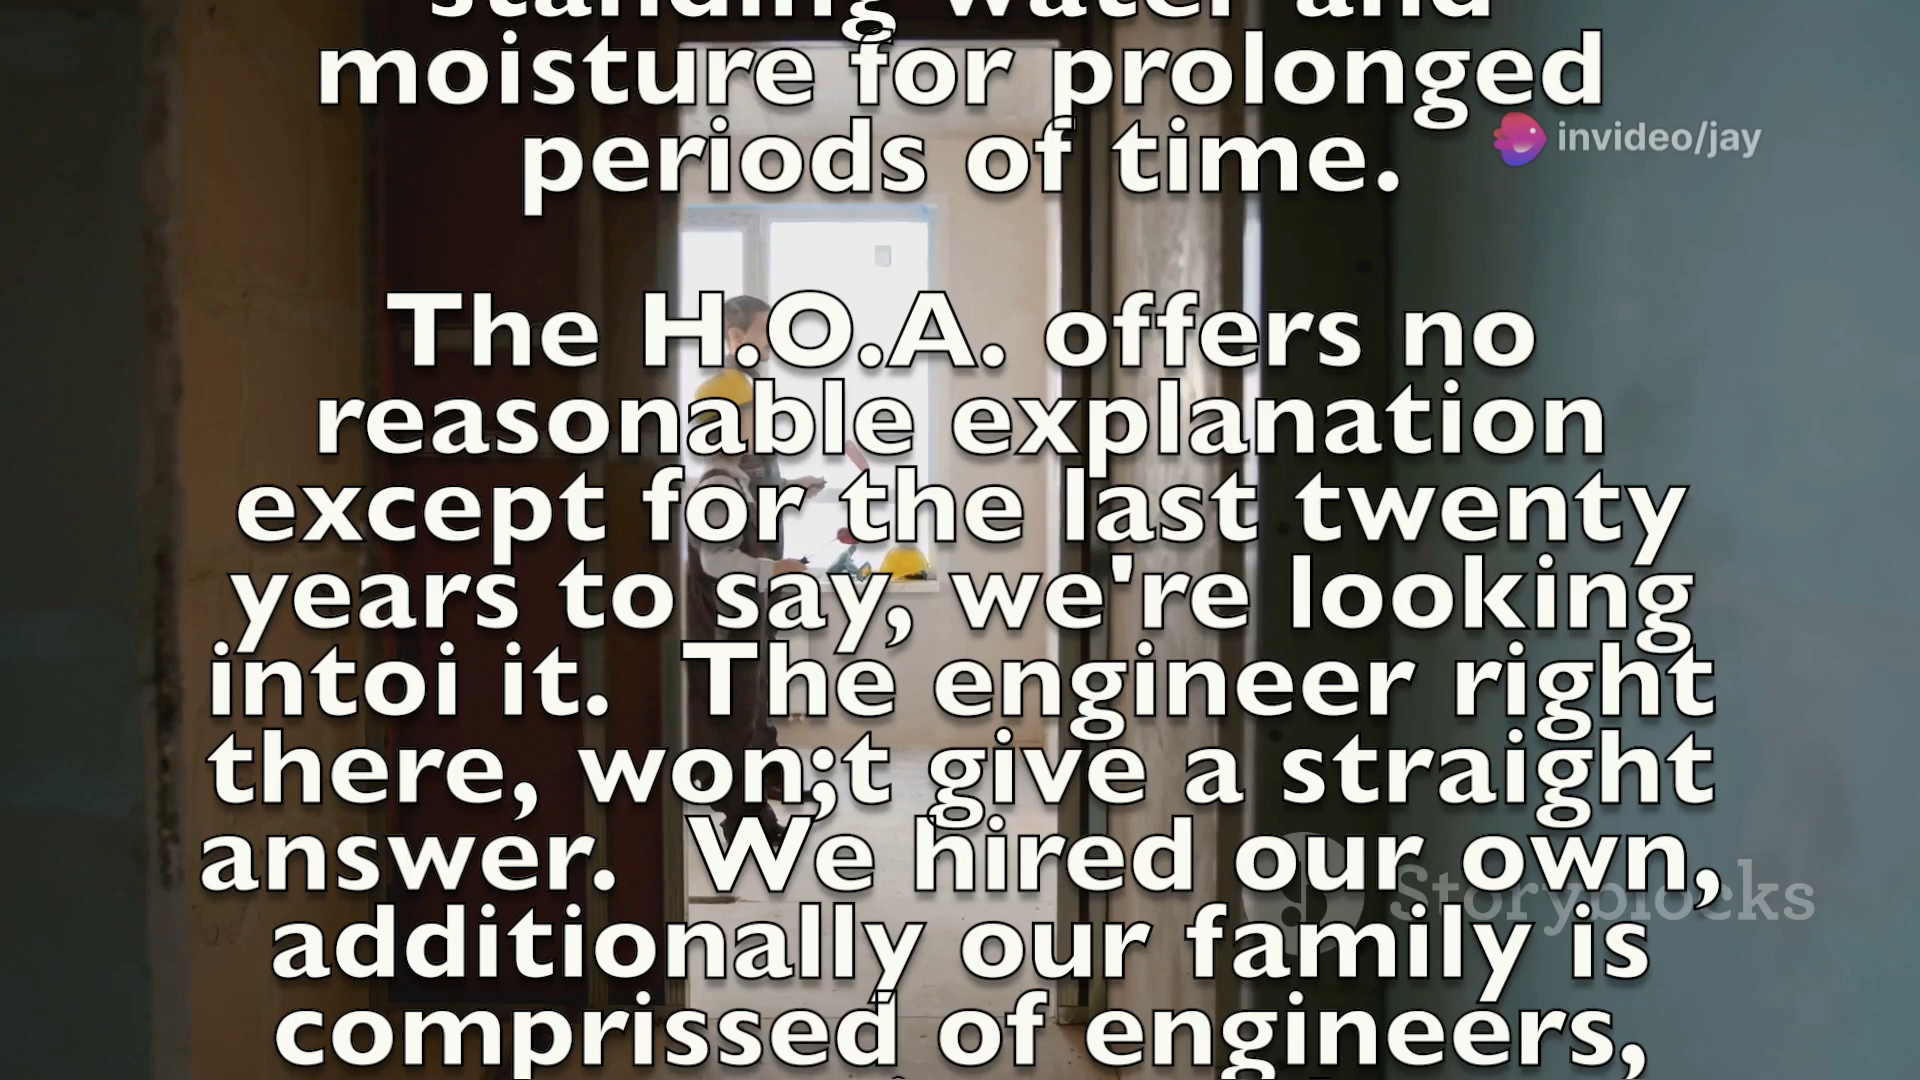 standing water and
moisture for prolonged
periods of time.
invideo/jay
The H.O.A. offers no
reasonable explanation
except for the last twenty
years to say, we're looking
intoi it.  The engineer right
there, won;t give a straight
answer.  We hired our own,
Storyblocks
additionally our family is
comprissed of engineers,